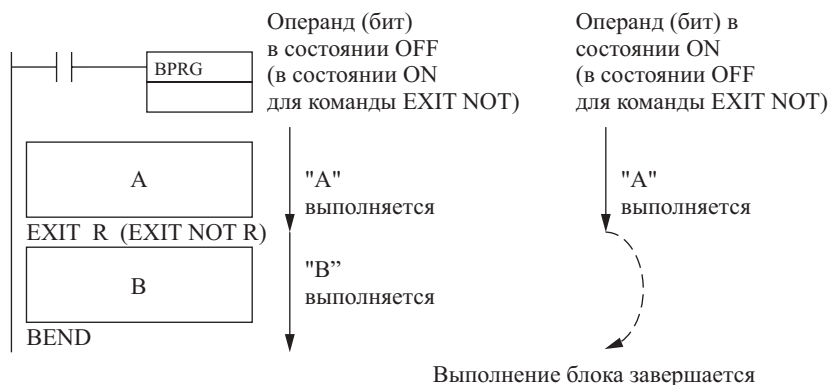 Операнд (бит)
в состоянии OFF
(в состоянии ON
для команды EXIT NOT)
Операнд (бит) в
состоянии ON
(в состоянии OFF
для команды EXIT NOT)
BPRG
A
"A"
выполняется
"A"
выполняется
EXIT R (EXIT NOT R)
B
"B”
выполняется
BEND
Выполнение блока завершается